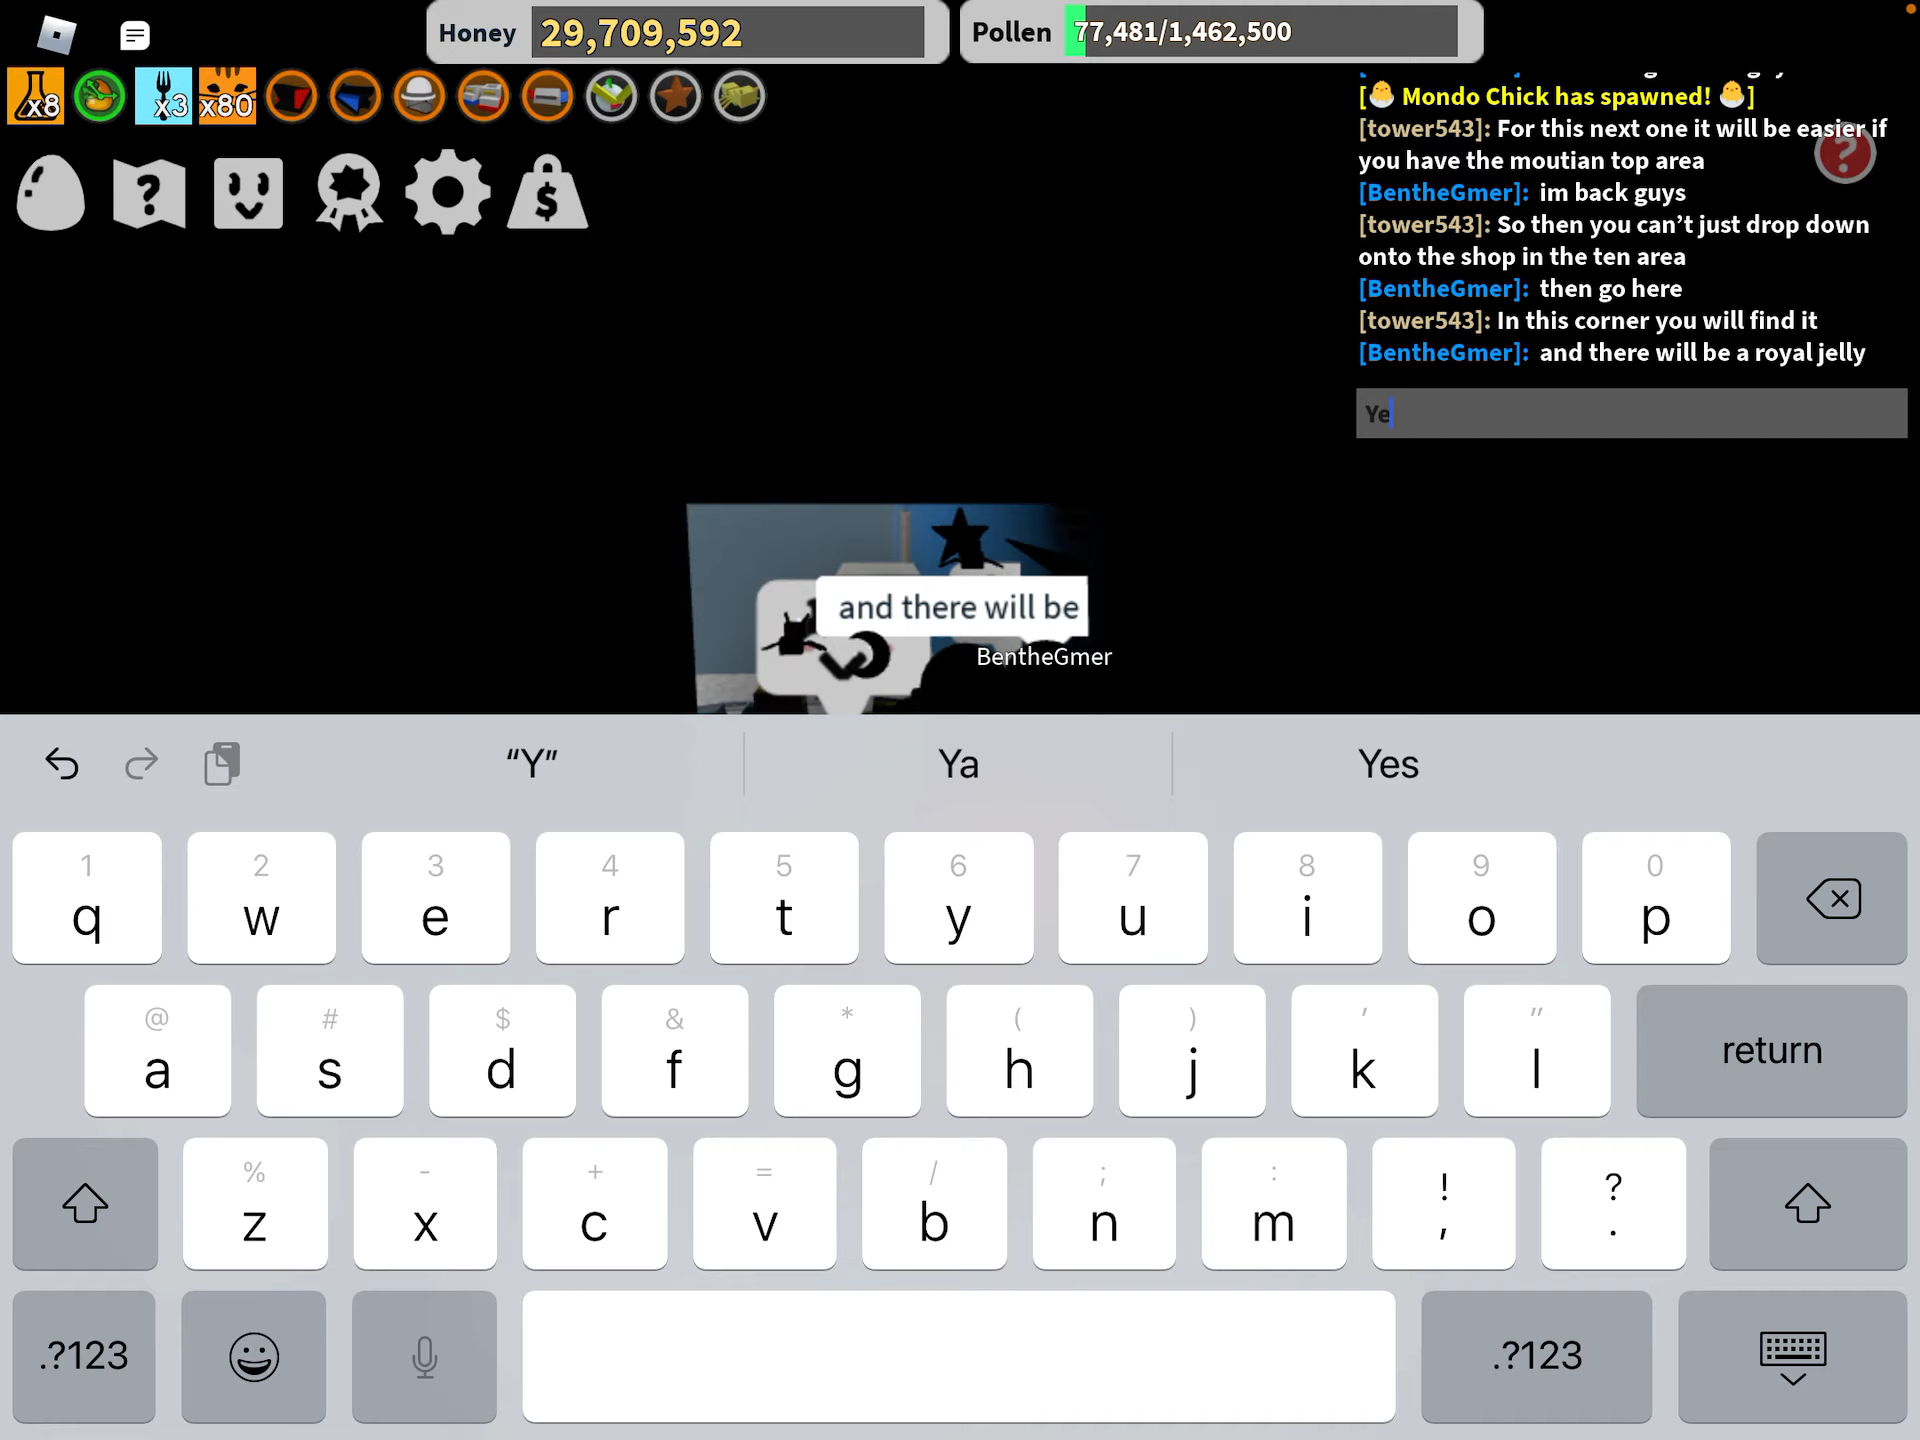 Honey 29,709,592
Pollen 77,481/1,462,500
x8 x3 x80
?
$
[🐣 Mondo Chick has spawned! 🐣]
[tower543]: For this next one it will be easier if
you have the moutian top area
?
[BentheGmer]: im back guys
[tower543]: So then you can’t just drop down
onto the shop in the ten area
[BentheGmer]: then go here
[tower543]: In this corner you will find it
[BentheGmer]: and there will be a royal jelly
Ye
and there will be
BentheGmer
“Y” Ya Yes
1 2 3 4 5 6 7 8 9 0
q w e r t y u i o p
@ # $ & * ( ) ' "
a s d f g h j k l return
% - + = / ; : ! ?
z x c v b n m , .
.?123 .?123